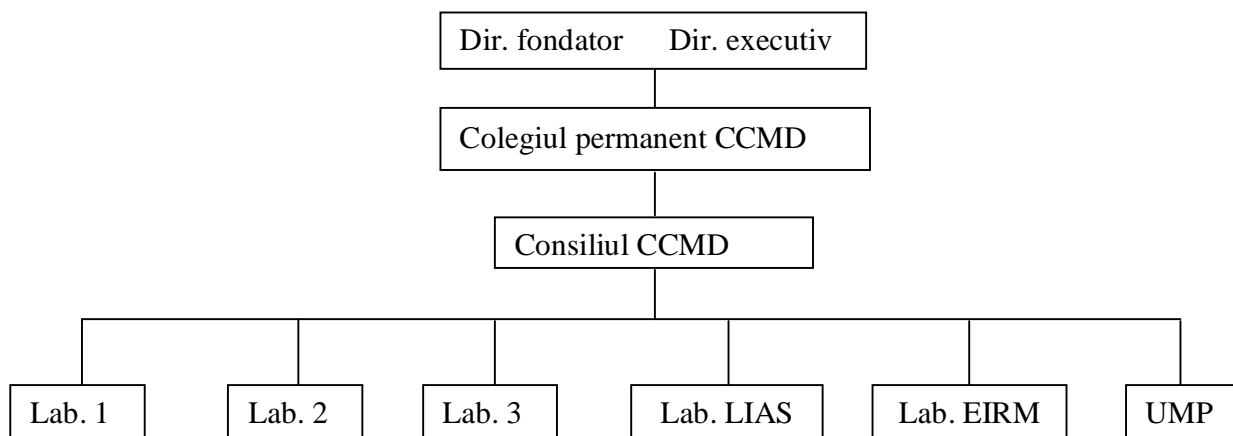 Dir. fondator Dir. executiv
Colegiul permanent CCMD
Consiliul CCMD
Lab. 1
Lab. 2
Lab. 3
Lab. LIAS
Lab. EIRM
UMP